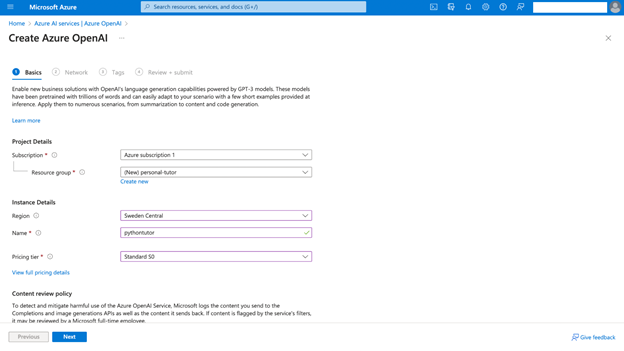 Microsoft Azure
Search resources, services, and docs (G+/)
Home > Azure AI services | Azure OpenAI >
Create Azure OpenAI ...
1 Basics 2 Network 3 Tags 4 Review + submit
Enable new business solutions with OpenAI's language generation capabilities powered by GPT-3 models. These models
have been pretrained with trillions of words and can easily adapt to your scenario with a few short examples provided at
inference. Apply them to numerous scenarios, from summarization to content and code generation.
Learn more
Project Details
Subscription * Azure subscription 1
Resource group * (New) personal-tutor
Create new
Instance Details
Region Sweden Central
Name * pythontutor
Pricing tier * Standard S0
View full pricing details
Content review policy
To detect and mitigate harmful use of the Azure OpenAI Service, Microsoft logs the content you send to the
Completions and image generations APIs as well as the content it sends back. If content is flagged by the service's filters,
it may be reviewed by a Microsoft full-time employee.
Previous Next Give feedback